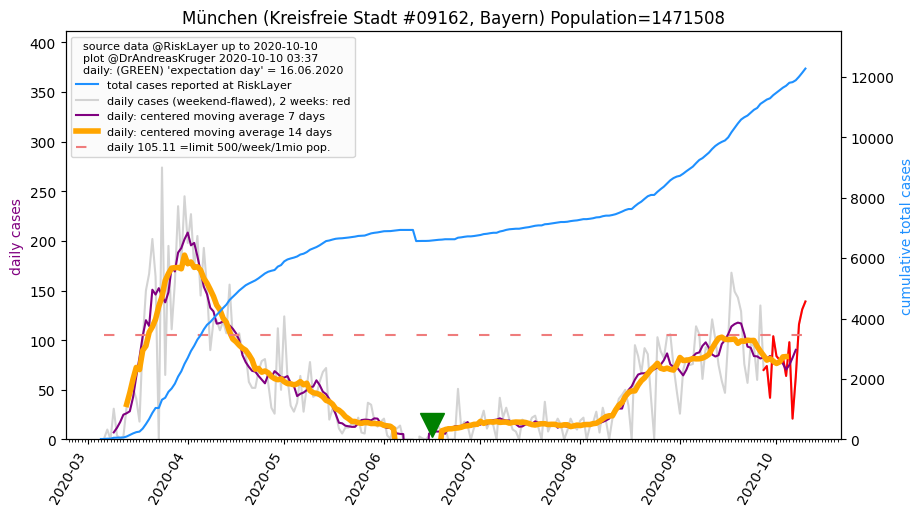 München (Kreisfreie Stadt #09162, Bayern) Population=1471508
source data @RiskLayer up to 2020-10-10
plot @DrAndreasKruger 2020-10-10 03:37
daily: (GREEN) 'expectation day' = 16.06.2020
total cases reported at RiskLayer
daily cases (weekend-flawed), 2 weeks: red
daily: centered moving average 7 days
daily: centered moving average 14 days
daily 105.11 =limit 500/week/1mio pop.
daily cases
400
350
300
250
200
150
100
50
0
cumulative total cases
12000
10000
8000
6000
4000
2000
0
2020-03
2020-04
2020-05
2020-06
2020-07
2020-08
2020-09
2020-10